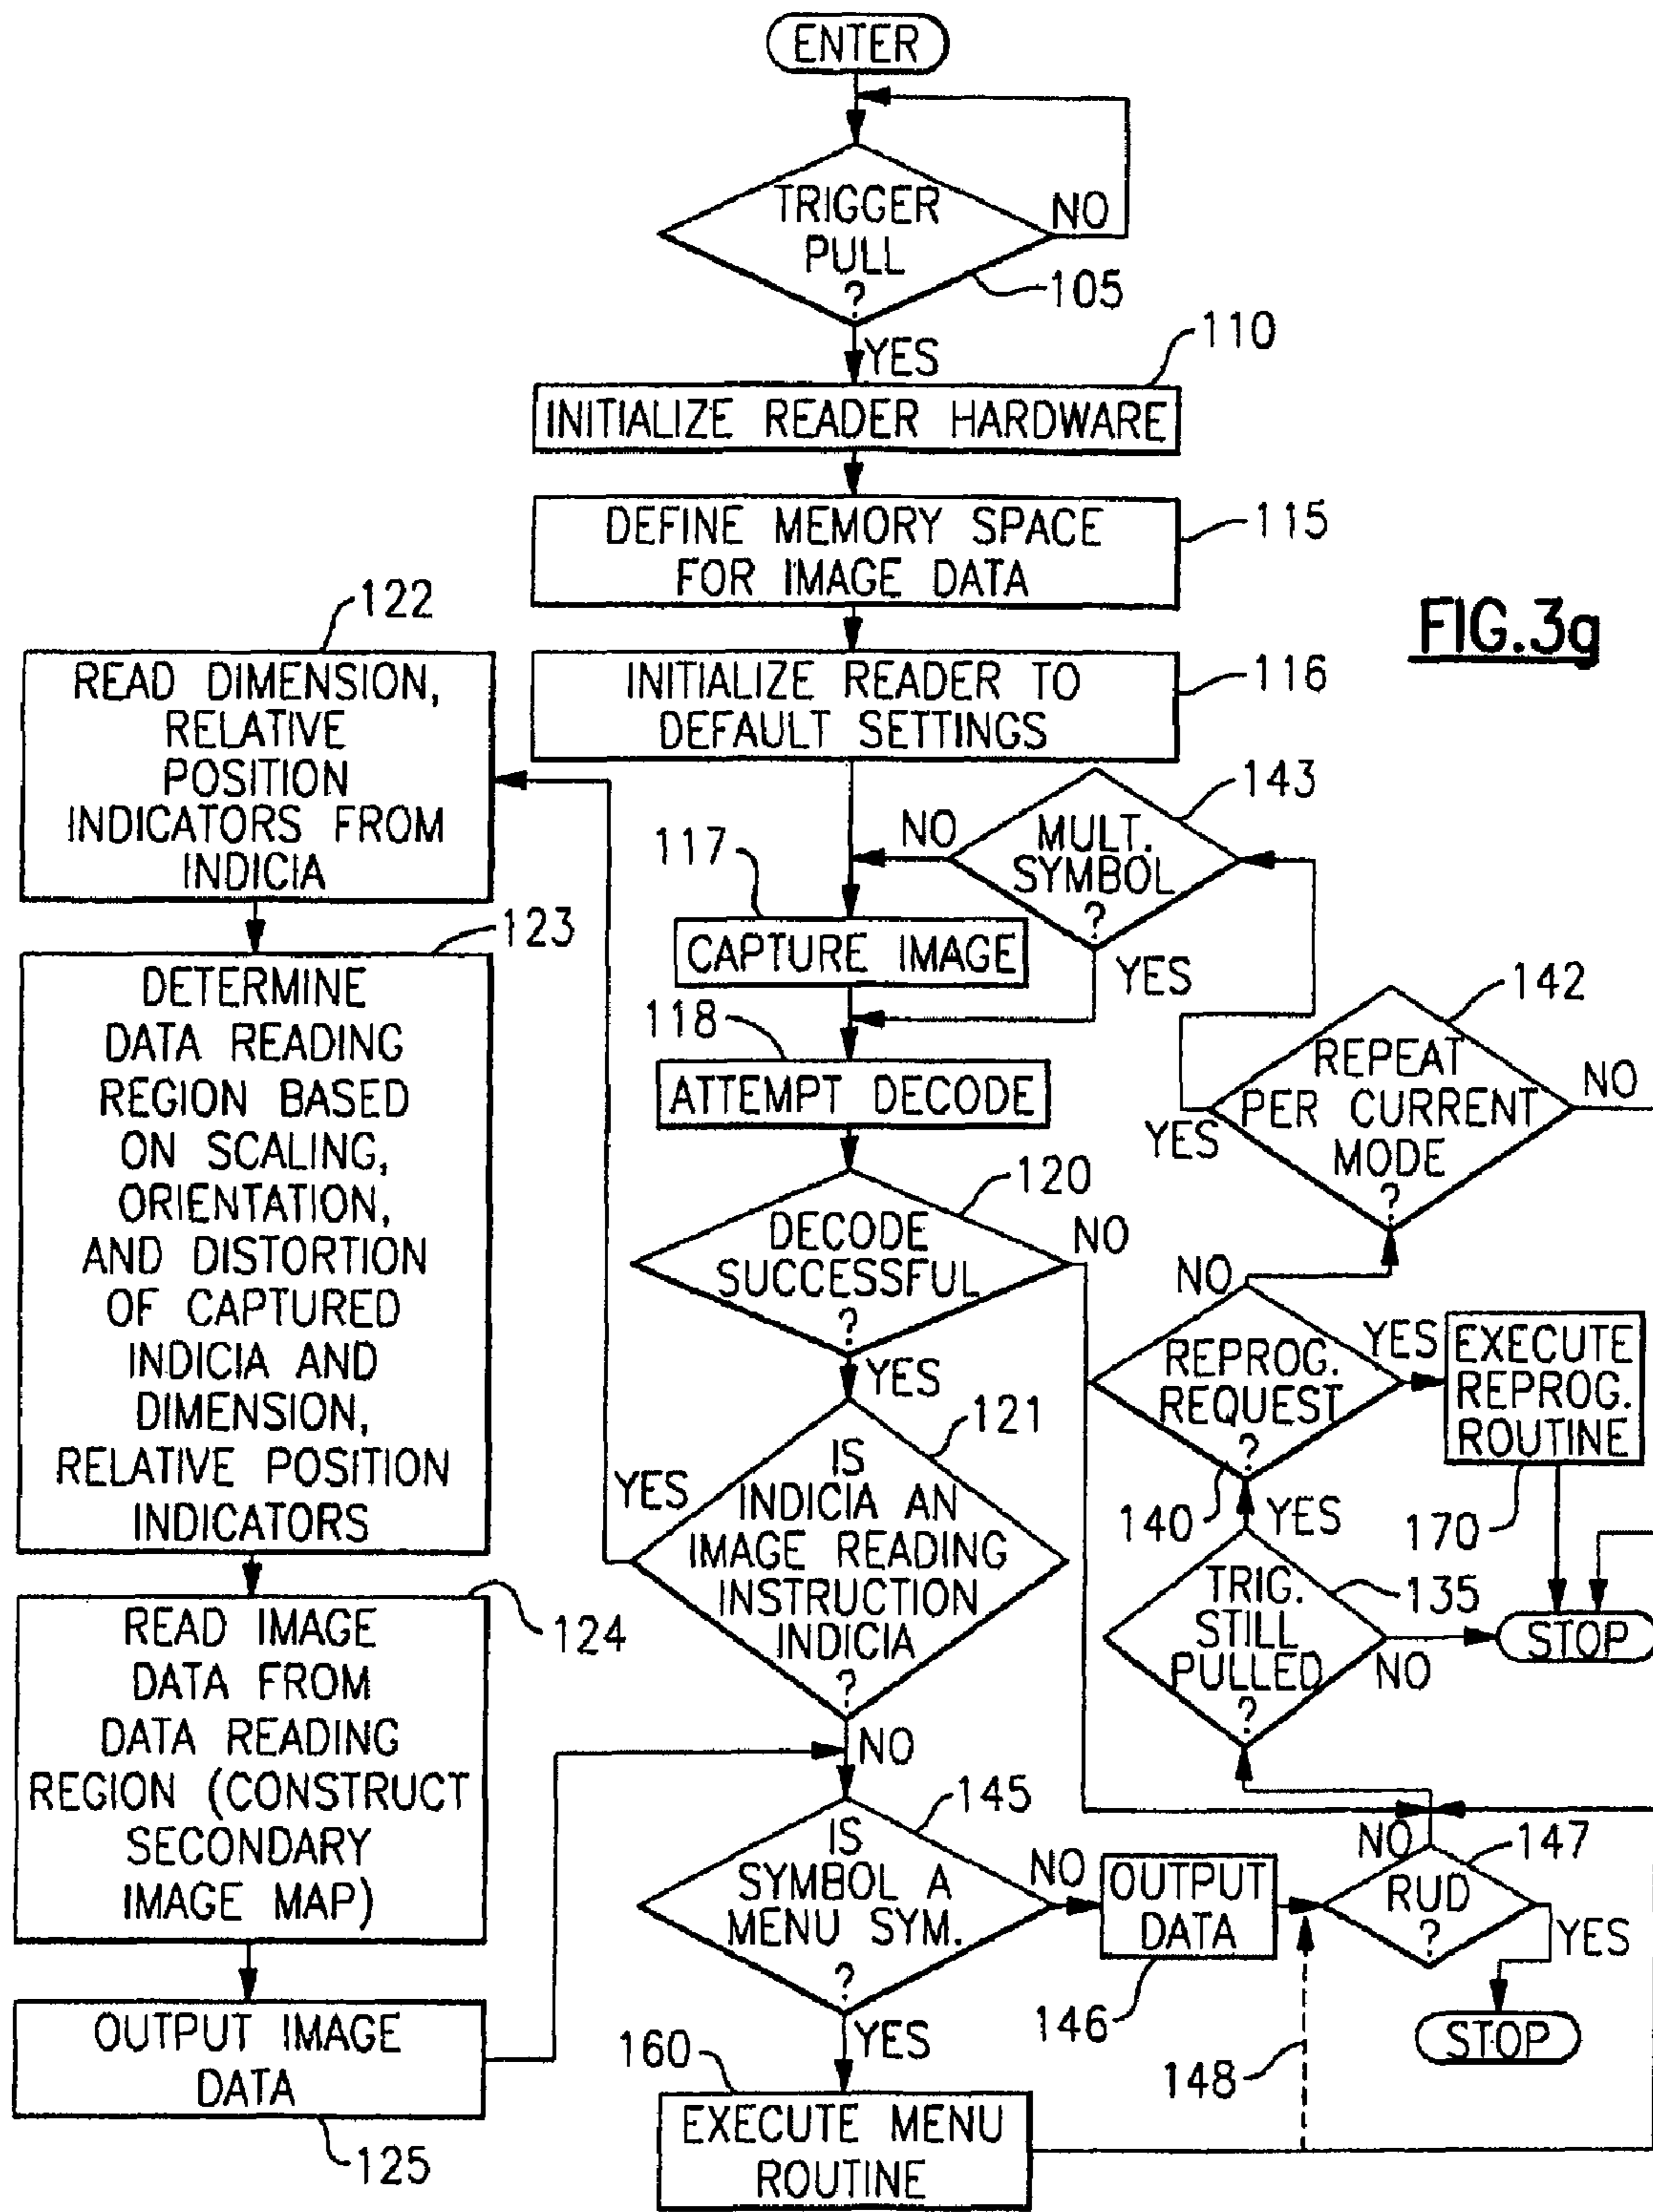 ENTER
TRIGGER
PULL
?
NO
105
YES
110
INITIALIZE READER HARDWARE
DEFINE MEMORY SPACE
FOR IMAGE DATA
115
FIG.3g
INITIALIZE READER TO
DEFAULT SETTINGS
116
122
READ DIMENSION,
RELATIVE
POSITION
INDICATORS FROM
INDICIA
123
DETERMINE
DATA READING
REGION BASED
ON SCALING,
ORIENTATION,
AND DISTORTION
OF CAPTURED
INDICIA AND
DIMENSION,
RELATIVE POSITION
INDICATORS
READ IMAGE
DATA FROM
DATA READING
REGION (CONSTRUCT
SECONDARY
IMAGE MAP)
124
OUTPUT IMAGE
DATA
125
117
CAPTURE IMAGE
NO
MULT.
SYMBOL
?
143
YES
118
ATTEMPT DECODE
142
REPEAT
PER CURRENT
MODE
?
YES
NO
120
DECODE
SUCCESSFUL
?
NO
YES
NO
REPROG.
REQUEST
?
140
YES
EXECUTE
REPROG.
ROUTINE
170
121
IS
INDICIA AN
IMAGE READING
INSTRUCTION
INDICIA
?
YES
NO
YES
TRIG.
STILL
PULLED
?
135
NO
STOP
145
IS
SYMBOL A
MENU SYM.
?
NO
OUTPUT
DATA
146
NO
147
RUD
?
YES
STOP
148
YES
160
EXECUTE MENU
ROUTINE